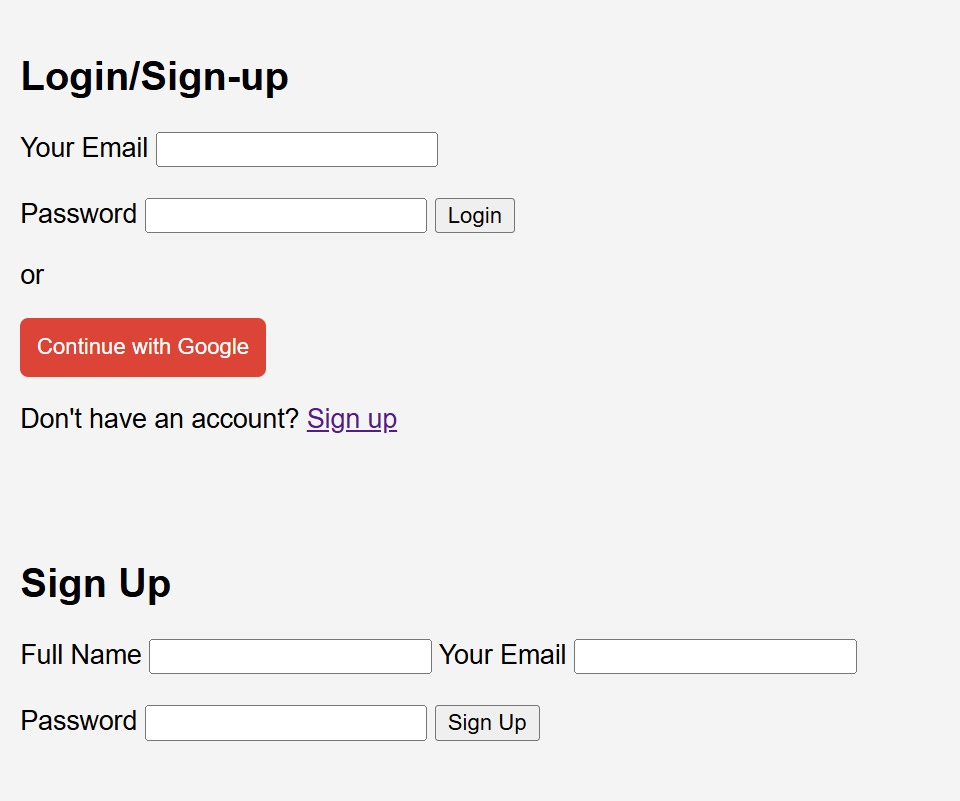 Login/Sign-up
Your Email
Password Login
or
Continue with Google
Don't have an account? Sign up
Sign Up
Full Name Your Email
Password Sign Up